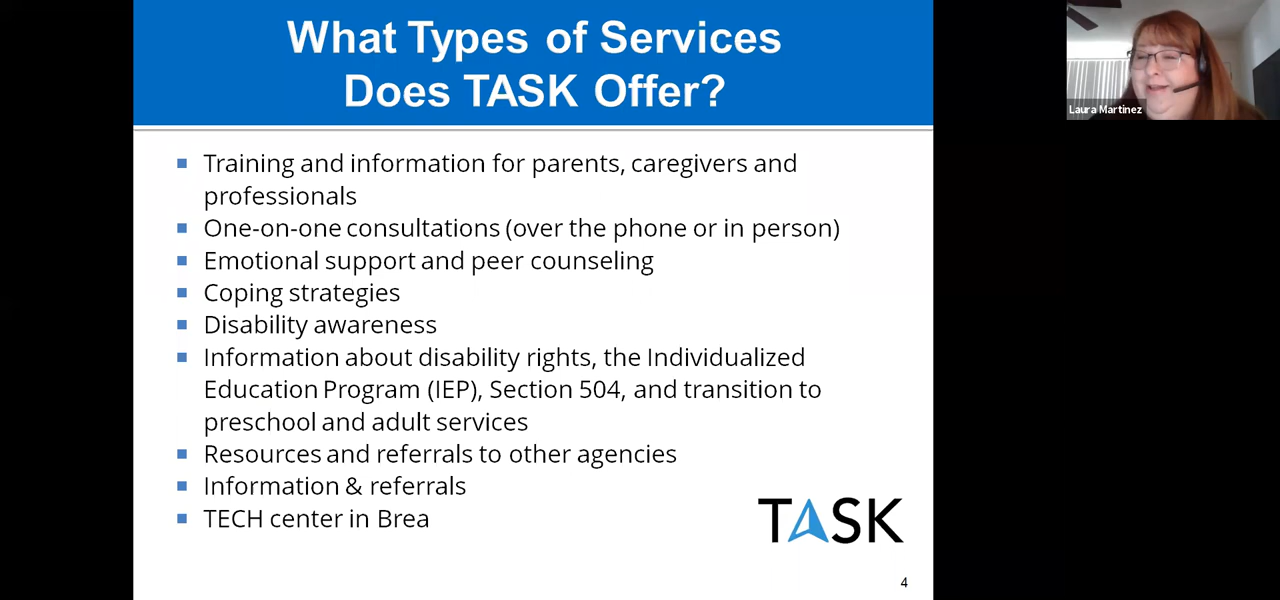 What Types of Services
Does TASK Offer?
Laura Martinez
Training and information for parents, caregivers and
professionals
One-on-one consultations (over the phone or in person)
Emotional support and peer counseling
Coping strategies
Disability awareness
Information about disability rights, the Individualized
Education Program (IEP), Section 504, and transition to
preschool and adult services
Resources and referrals to other agencies
Information & referrals
TECH center in Brea
TASK
4